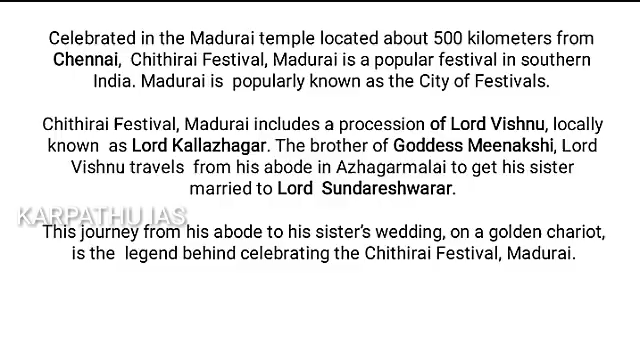 Celebrated in the Madurai temple located about 500 kilometers from
Chennai, Chithirai Festival, Madurai is a popular festival in southern
India. Madurai is popularly known as the City of Festivals.
Chithirai Festival, Madurai includes a procession of Lord Vishnu, locally
known as Lord Kallazhagar. The brother of Goddess Meenakshi, Lord
Vishnu travels from his abode in Azhagarmalai to get his sister
married to Lord Sundareshwarar.
KARPATHU IAS
This journey from his abode to his sister's wedding, on a golden chariot,
is the legend behind celebrating the Chithirai Festival, Madurai.